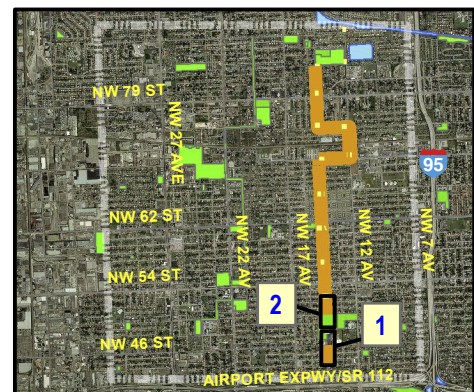 NW 79 ST
NW 27 AVE
95
NW 62 ST
NW 22 AV
NW 17 AV
NW 12 AV
NW 7 AV
NW 54 ST
2
1
NW 46 ST
AIRPORT EXPWY/SR 112